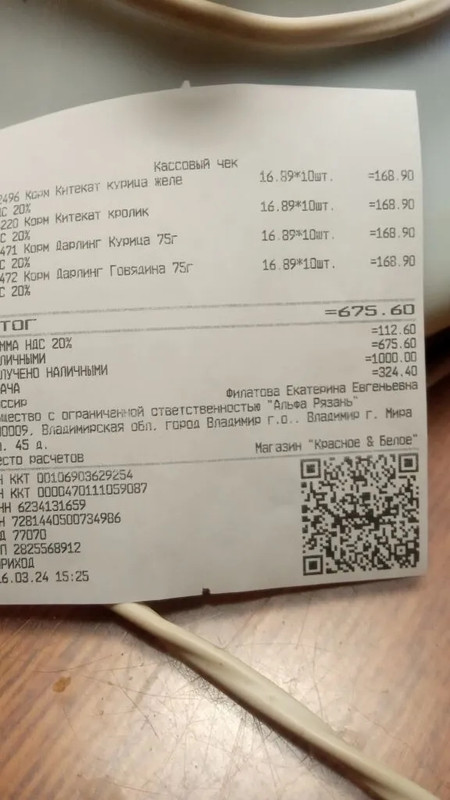 Кассовый чек
2496 Корм Китекат курица желе 16.89*10шт. =168.90
ДС 20%
220 Корм Китекат кролик 16.89*10шт. =168.90
С 20%
471 Корм Дарлинг Курица 75г 16.89*10шт. =168.90
С 20%
472 Корм Дарлинг Говядина 75г 16.89*10шт. =168.90
С 20%
ТОГ =675.60
ММА НДС 20% =112.60
ЛИЧНЫМИ =675.60
ЛУЧЕНО НАЛИЧНЫМИ =1000.00
АЧА =324.40
ссир Филатова Екатерина Евгеньевна
щество с ограниченной ответственностью "Альфа Рязань"
0009, Владимирская обл. город Владимир г.о.. Владимир г. Мира
л. 45 д.
есто расчетов Магазин "Красное & Белое"
Н ККТ 00106903629254
Н ККТ 0000470111059087
НН 6234131659
Н 7281440500734986
Д 77070
П 2825568912
РИХОД
6.03.24 15:25